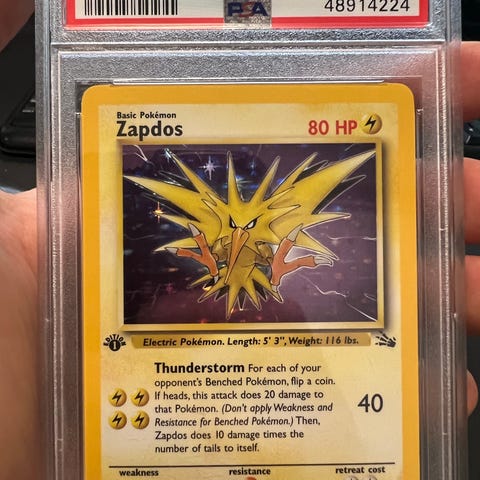 PSA
48914224
Basic Pokémon
Zapdos
80 HP
Electric Pokémon. Length: 5' 3", Weight: 116 lbs.
EDITION
1
Thunderstorm For each of your
opponent's Benched Pokémon, flip a coin.
If heads, this attack does 20 damage to
that Pokémon. (Don't apply Weakness and
Resistance for Benched Pokémon.) Then,
Zapdos does 10 damage times the
number of tails to itself.
40
weakness resistance retreat cost